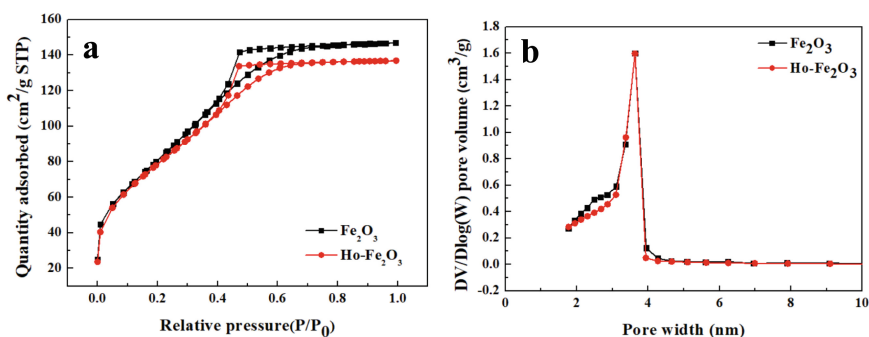 a
160
140
120
100
80
60
40
20
Quantity adsorbed (cm²/g STP)
Fe₂O₃
Ho-Fe₂O₃
0.0 0.2 0.4 0.6 0.8 1.0
Relative pressure(P/P₀)
b
1.8
1.6
1.4
1.2
1.0
0.8
0.6
0.4
0.2
0.0
-0.2
DV/Dlog(W) pore volume (cm³/g)
Fe₂O₃
Ho-Fe₂O₃
0 2 4 6 8 10
Pore width (nm)